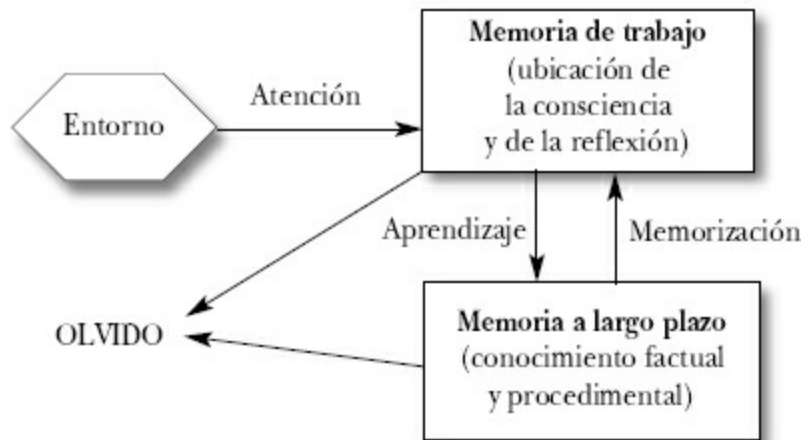 Memoria de trabajo
(ubicación de
la consciencia
y de la reflexión)
Atención
Entorno
Aprendizaje
Memorización
OLVIDO
Memoria a largo plazo
(conocimiento factual
y procedimental)